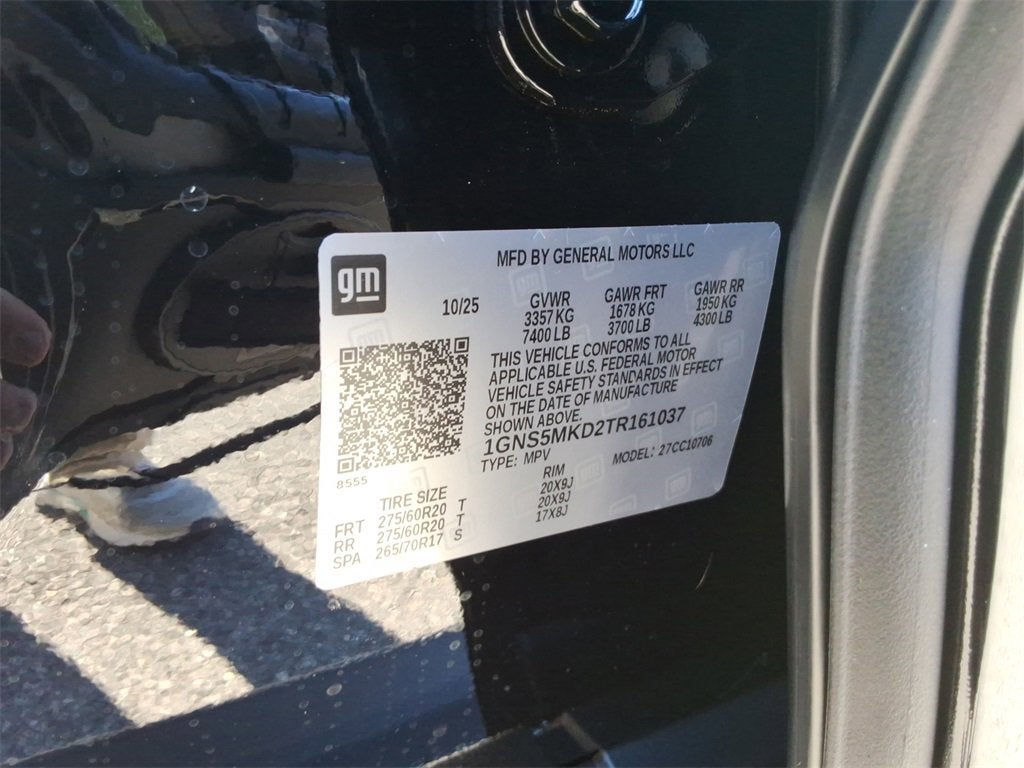 gm
MFD BY GENERAL MOTORS LLC
10/25 GVWR GAWR FRT GAWR RR
3357 KG 1678 KG 1950 KG
7400 LB 3700 LB 4300 LB
THIS VEHICLE CONFORMS TO ALL
APPLICABLE U.S. FEDERAL MOTOR
VEHICLE SAFETY STANDARDS IN EFFECT
ON THE DATE OF MANUFACTURE
SHOWN ABOVE.
1GNS5MKD2TR161037
TYPE: MPV MODEL: 27CC10706
8555
TIRE SIZE RIM
FRT 275/60R20 T 20X9J
RR 275/60R20 T 20X9J
SPA 265/70R17 S 17X8J